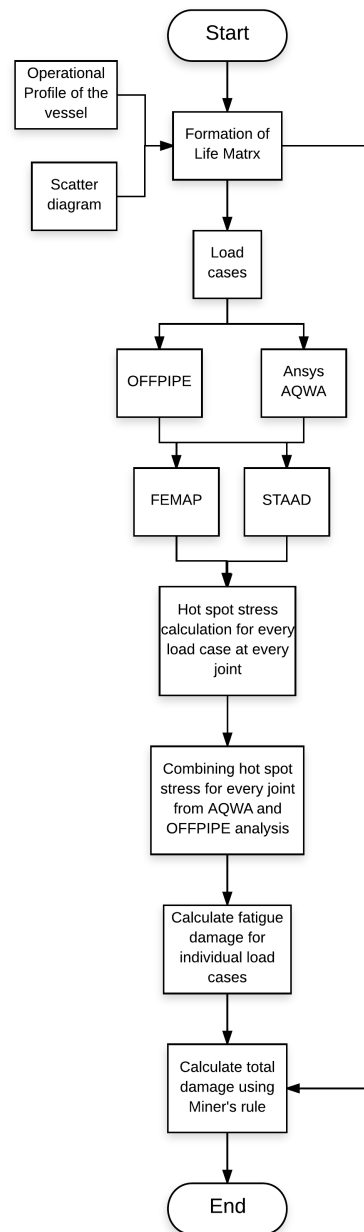 Start
Operational
Profile of the
vessel
Formation of
Life Matrx
Scatter
diagram
Load
cases
OFFPIPE
Ansys
AQWA
FEMAP
STAAD
Hot spot stress
calculation for every
load case at every
joint
Combining hot spot
stress for every joint
from AQWA and
OFFPIPE analysis
Calculate fatigue
damage for
individual load
cases
Calculate total
damage using
Miner's rule
End